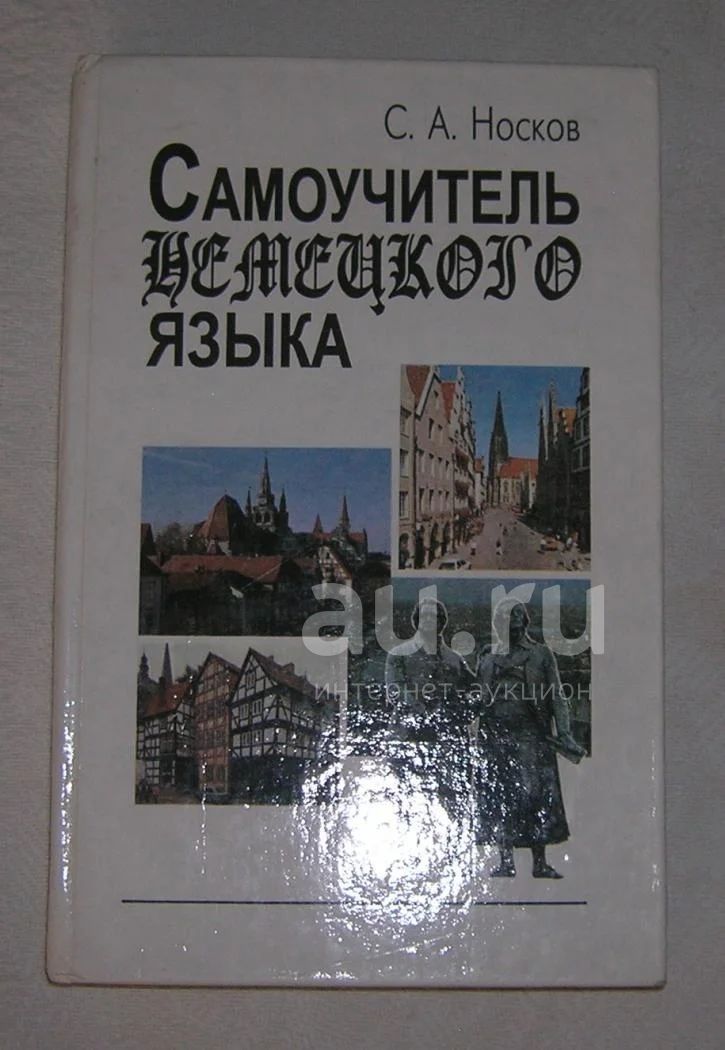 С. А. Носков
Самоучитель
немецкого
языка
au.ru
интернет-аукцион